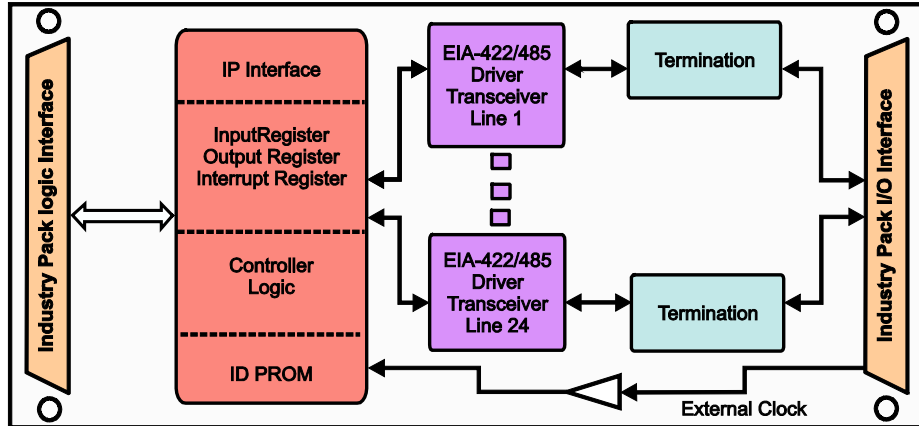 Industry Pack logic Interface
IP Interface
InputRegister
Output Register
Interrupt Register
Controller
Logic
ID PROM
EIA-422/485
Driver
Transceiver
Line 1
EIA-422/485
Driver
Transceiver
Line 24
Termination
Termination
External Clock
Industry Pack I/O Interface